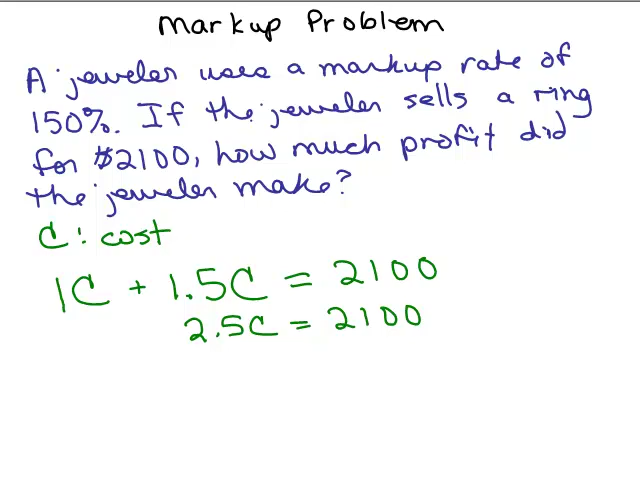 Markup Problem
A jeweler uses a markup rate of
150%. If the jeweler sells a ring
for $2100, how much profit did
the jeweler make?
C : cost
1C + 1.5C = 2100
2.5C = 2100